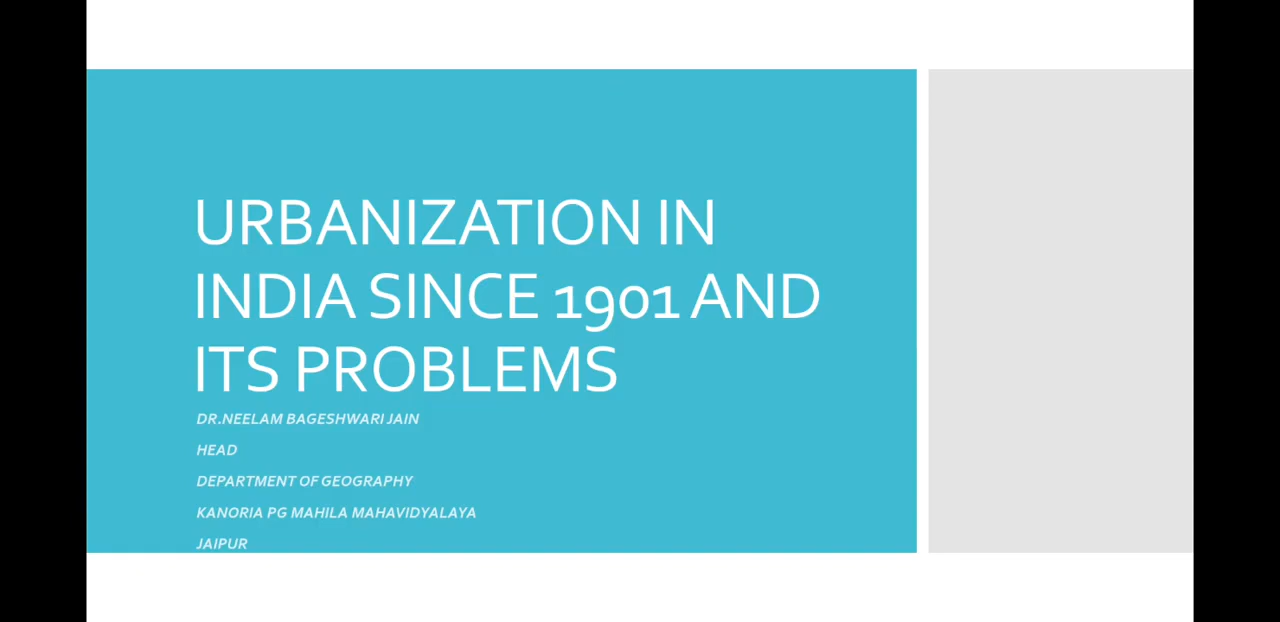 URBANIZATION IN
INDIA SINCE 1901 AND
ITS PROBLEMS
DR.NEELAM BAGESHWARI JAIN
HEAD
DEPARTMENT OF GEOGRAPHY
KANORIA PG MAHILA MAHAVIDYALAYA
JAIPUR